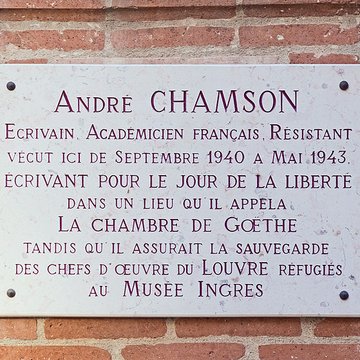 ANDRÉ CHAMSON
ECRIVAIN, ACADÉMICIEN FRANÇAIS, RÉSISTANT
VÉCUT ICI DE SEPTEMBRE 1940 A MAI 1943,
ÉCRIVANT POUR LE JOUR DE LA LIBERTÉ
DANS UN LIEU QU'IL APPELA
LA CHAMBRE DE GŒTHE
TANDIS QU'IL ASSURAIT LA SAUVEGARDE
DES CHEFS D'ŒUVRE DU LOUVRE RÉFUGIÉS
AU MUSÉE INGRES